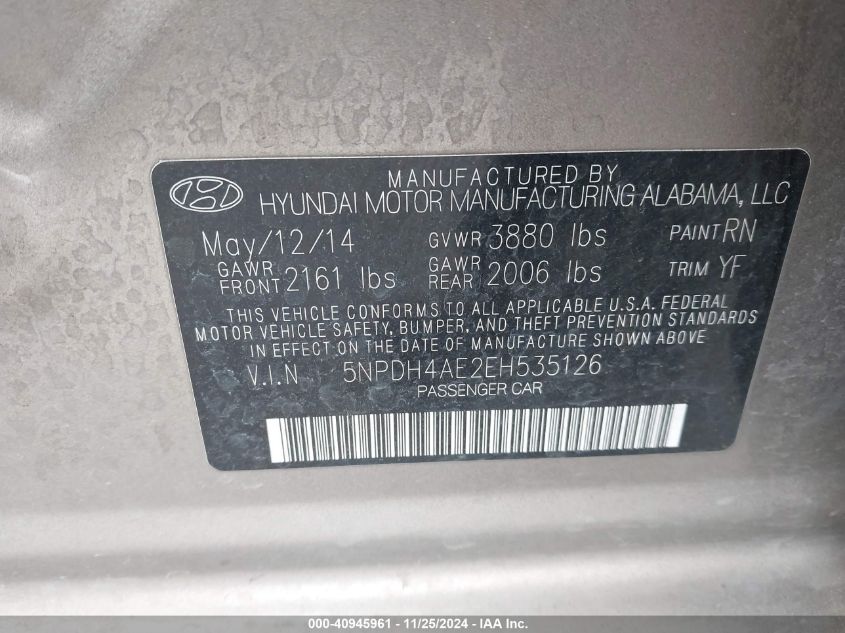 MANUFACTURED BY
HYUNDAI MOTOR MANUFACTURING ALABAMA, LLC
May/12/14 GVWR 3880 lbs PAINT RN
GAWR FRONT 2161 lbs GAWR REAR 2006 lbs TRIM YF
THIS VEHICLE CONFORMS TO ALL APPLICABLE U.S.A. FEDERAL
MOTOR VEHICLE SAFETY, BUMPER, AND THEFT PREVENTION STANDARDS
IN EFFECT ON THE DATE OF MANUFACTURE SHOWN ABOVE
V.I.N 5NPDH4AE2EH535126
PASSENGER CAR
000-40945961 - 11/25/2024 - IAA Inc.